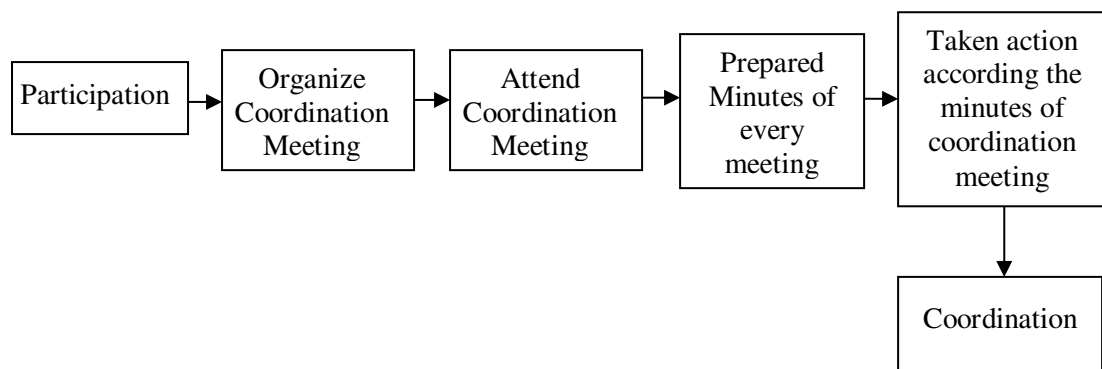 Participation
Organize
Coordination
Meeting
Attend
Coordination
Meeting
Prepared
Minutes of
every
meeting
Taken action
according the
minutes of
coordination
meeting
Coordination